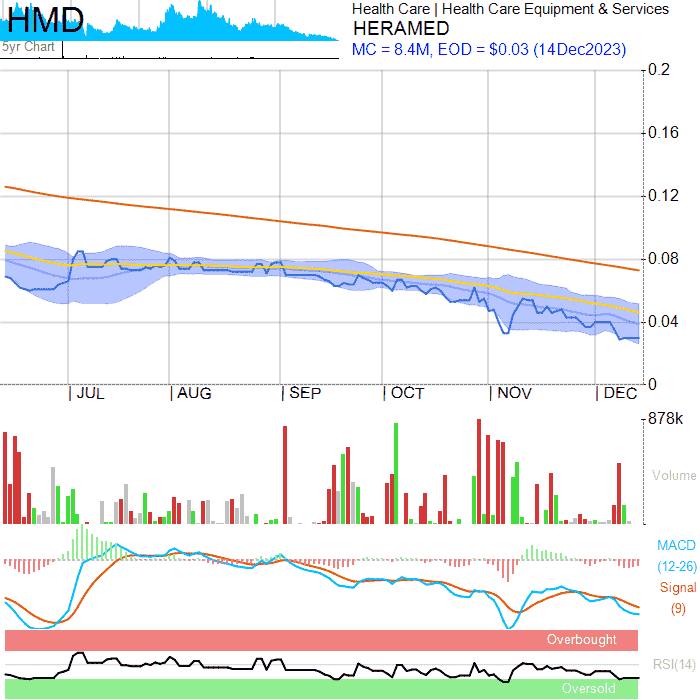 HMD
5yr Chart
Health Care | Health Care Equipment & Services
HERAMED
MC = 8.4M, EOD = $0.03 (14Dec2023)
0.2
0.16
0.12
0.08
0.04
0
JUL AUG SEP OCT NOV DEC
878k
Volume
MACD
(12-26)
Signal
(9)
Overbought
RSI(14)
Oversold